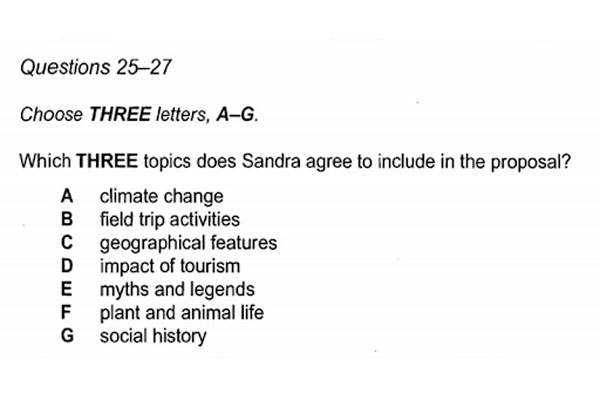 Questions 25–27
Choose THREE letters, A–G.
Which THREE topics does Sandra agree to include in the proposal?
A climate change
B field trip activities
C geographical features
D impact of tourism
E myths and legends
F plant and animal life
G social history